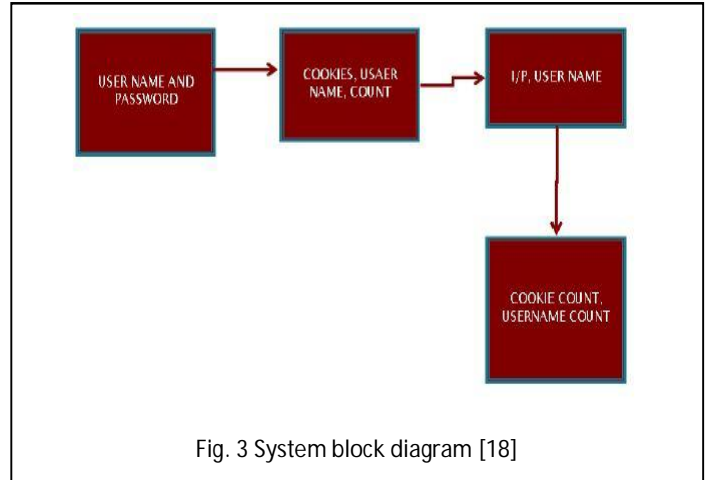 USER NAME AND
PASSWORD
COOKIES, USAER
NAME, COUNT
I/P, USER NAME
COOKIE COUNT,
USERNAME COUNT
Fig. 3 System block diagram [18]